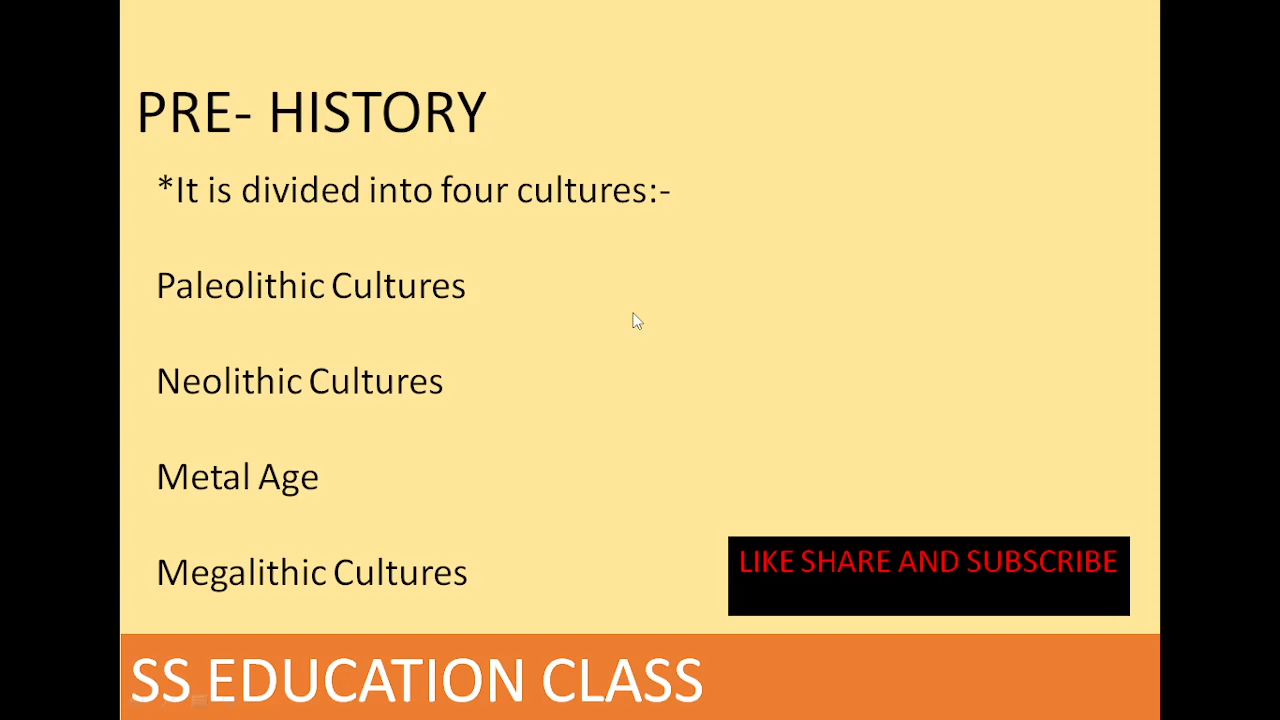 PRE- HISTORY
*It is divided into four cultures:-
Paleolithic Cultures
Neolithic Cultures
Metal Age
Megalithic Cultures
LIKE SHARE AND SUBSCRIBE
SS EDUCATION CLASS